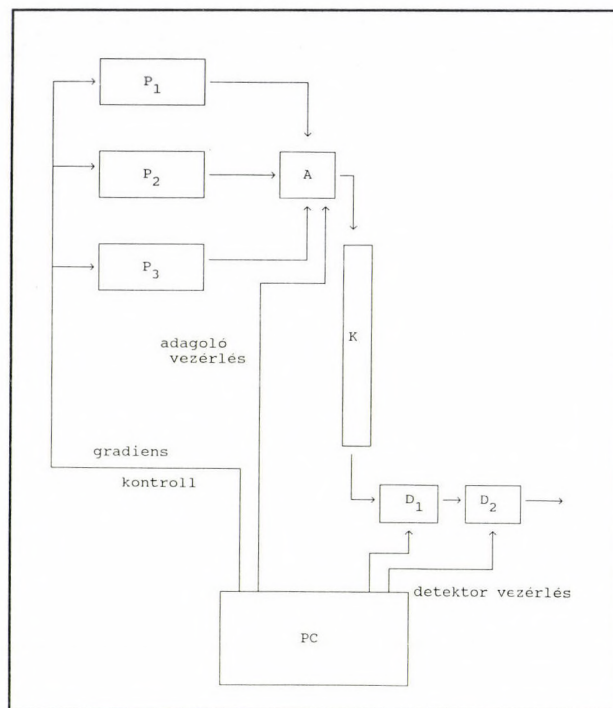 P1
P2
A
P3
K
adagoló
vezérlés
gradiens
kontroll
D1
D2
detektor vezérlés
PC